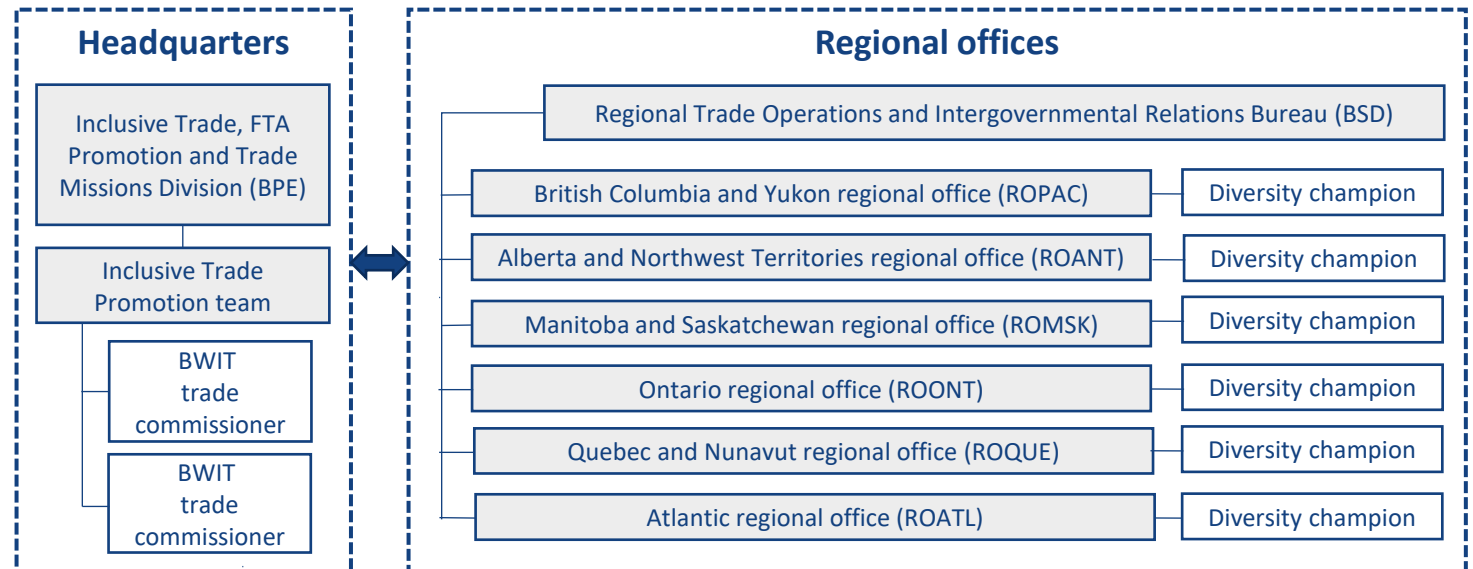 Headquarters
Inclusive Trade, FTA
Promotion and Trade
Missions Division (BPE)
Inclusive Trade
Promotion team
BWIT
trade
commissioner
BWIT
trade
commissioner
Regional offices
Regional Trade Operations and Intergovernmental Relations Bureau (BSD)
British Columbia and Yukon regional office (ROPAC)
Diversity champion
Alberta and Northwest Territories regional office (ROANT)
Diversity champion
Manitoba and Saskatchewan regional office (ROMSK)
Diversity champion
Ontario regional office (ROONT)
Diversity champion
Quebec and Nunavut regional office (ROQUE)
Diversity champion
Atlantic regional office (ROATL)
Diversity champion